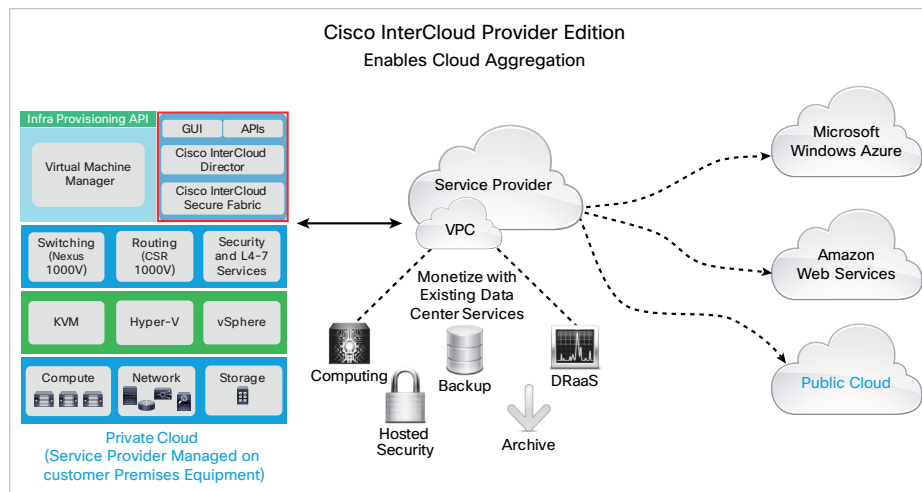 Cisco InterCloud Provider Edition
Enables Cloud Aggregation
Infra Provisioning API
Virtual Machine
Manager
GUI
APIs
Cisco InterCloud
Director
Cisco InterCloud
Secure Fabric
Switching
(Nexus
1000V)
Routing
(CSR
1000V)
Security
and L4-7
Services
KVM
Hyper-V
vSphere
Compute
Network
Storage
Private Cloud
(Service Provider Managed on
customer Premises Equipment)
Service Provider
VPC
Monetize with
Existing Data
Center Services
Computing
Backup
DRaaS
Hosted
Security
Archive
Microsoft
Windows Azure
Amazon
Web Services
Public Cloud